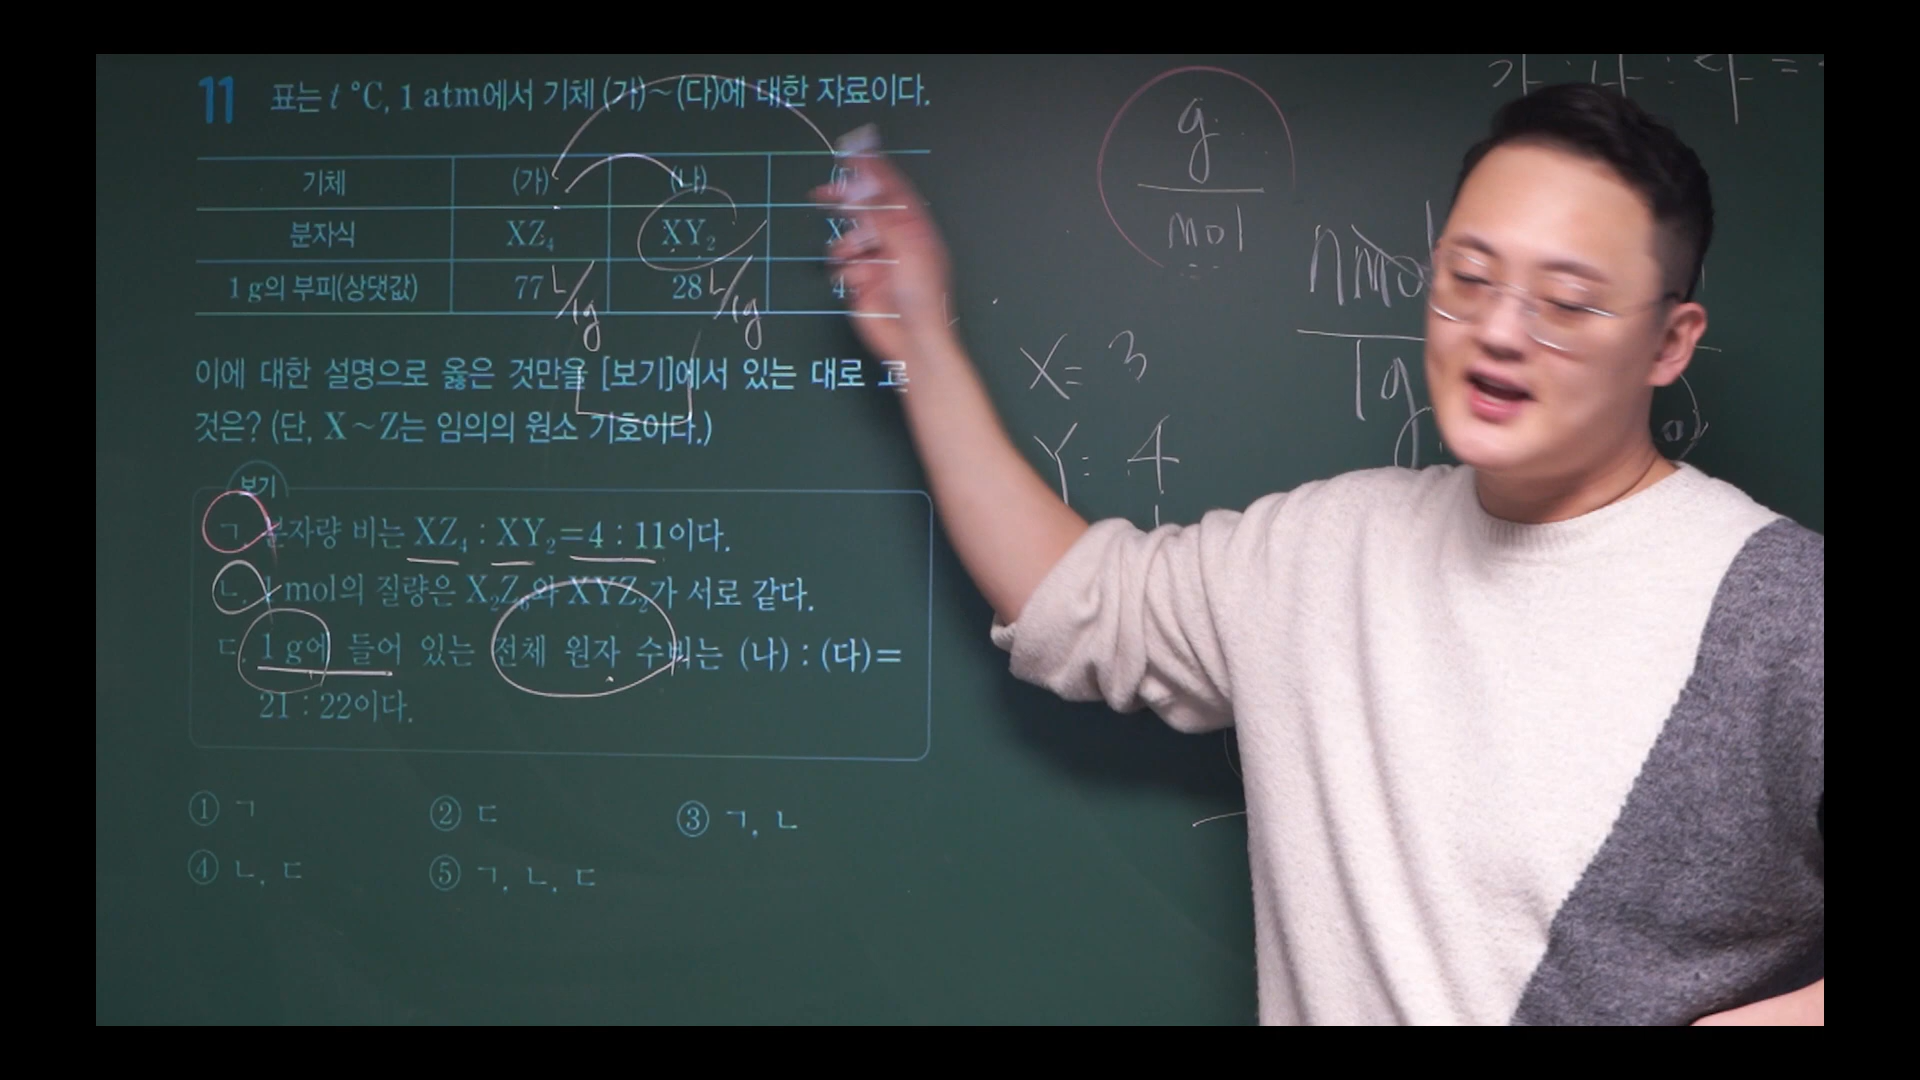 11 표는 t °C, 1 atm에서 기체 (가)~(다)에 대한 자료이다.
기체 (가) (나)
분자식 XZ₄ XY₂
1 g의 부피(상댓값) 77 L/1g 28 L/1g
이에 대한 설명으로 옳은 것만을 [보기]에서 있는 대로 고른
것은? (단, X~Z는 임의의 원소 기호이다.)
보기
ㄱ. 분자량 비는 XZ₄ : XY₂=4 : 11이다.
ㄴ. 1 mol의 질량은 X₂Z₆와 XYZ₂가 서로 같다.
ㄷ. 1 g에 들어 있는 전체 원자 수비는 (나) : (다)=
21 : 22이다.
① ㄱ ② ㄷ ③ ㄱ, ㄴ
④ ㄴ, ㄷ ⑤ ㄱ, ㄴ, ㄷ
g
mol
1g
X= 3
Y= 4